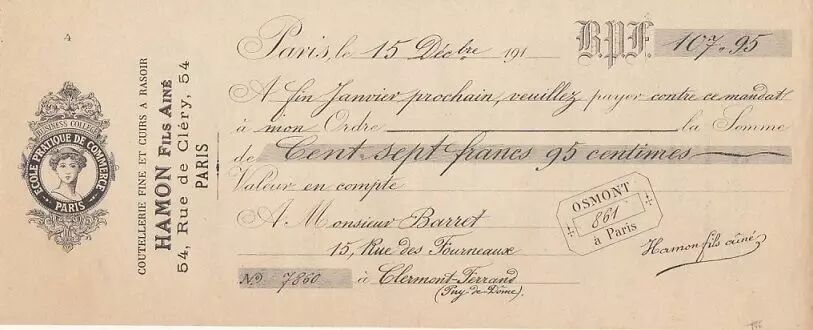 4
Paris, le 15 Décbre 191
B.P.F. 107 " 95
A fin Janvier prochain, veuillez payer contre ce mandat
à mon Ordre la Somme
de Cent sept francs 95 centimes
Valeur en compte
A Monsieur Barret
15, Rue des Fourneaux
No 7860 à Clermont-Ferrand
(Puy-de-Dôme).
OSMONT
861
à Paris
Hamon fils aîné
BUSINESS COLLEGE
ÉCOLE PRATIQUE DE COMMERCE
PARIS
COUTELLERIE FINE ET CUIRS A RASOIR
HAMON FILS AINÉ
54, Rue de Cléry, 54
PARIS